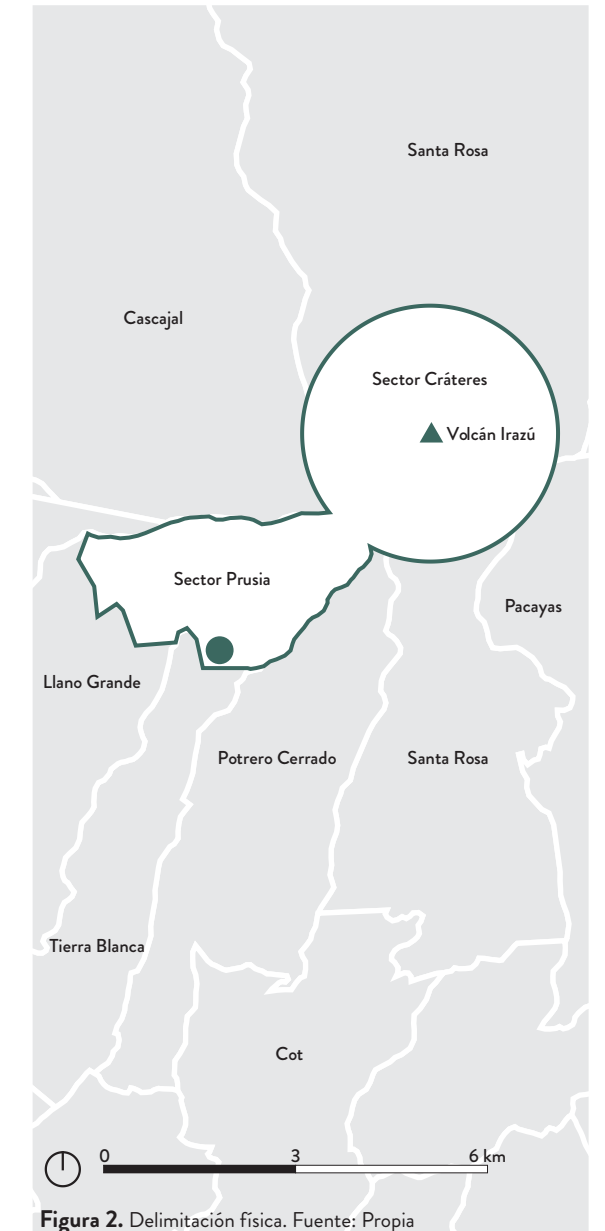 Santa Rosa
Cascajal
Sector Cráteres
Volcán Irazú
Sector Prusia
Pacayas
Llano Grande
Potrero Cerrado
Santa Rosa
Tierra Blanca
Cot
0 3 6 km
Figura 2. Delimitación física. Fuente: Propia